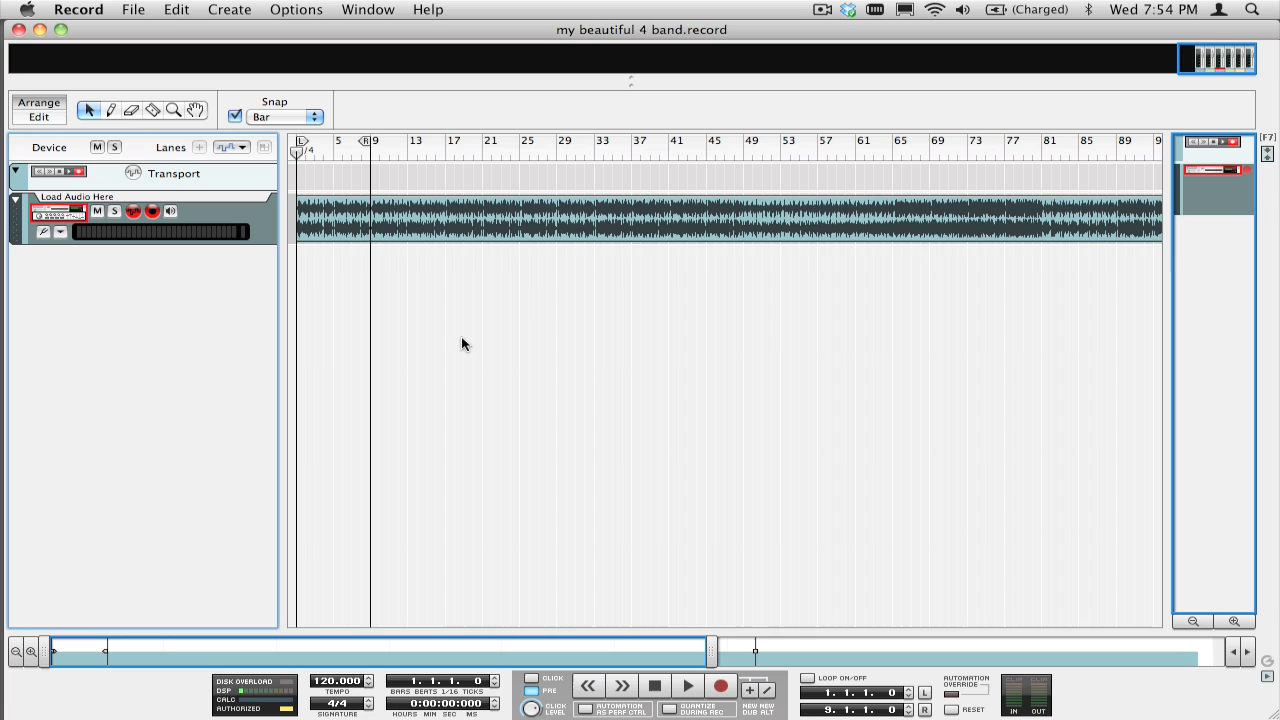 Record File Edit Create Options Window Help (Charged) Wed 7:54 PM
my beautiful 4 band.record
Arrange
Edit
Snap
Bar
[F7]
Device M S Lanes
L 5 R 9 13 17 21 25 29 33 37 41 45 49 53 57 61 65 69 73 77 81 85 89 9
/4
Transport
Load Audio Here
M S
DISK OVERLOAD
DSP
CALC
AUTHORIZED
120.000
TEMPO
4/4
SIGNATURE
1. 1. 1. 0
BARS BEATS 1-16 TICKS
0:00:00:000
HOURS MIN SEC MS
CLICK
PRE
CLICK
LEVEL
AUTOMATION
AS PERF CTRL
QUANTIZE
DURING REC
NEW NEW
DUB ALT
LOOP ON/OFF
1. 1. 1. 0 L
9. 1. 1. 0 R
AUTOMATION
OVERRIDE
RESET
CLIP CLIP
IN OUT